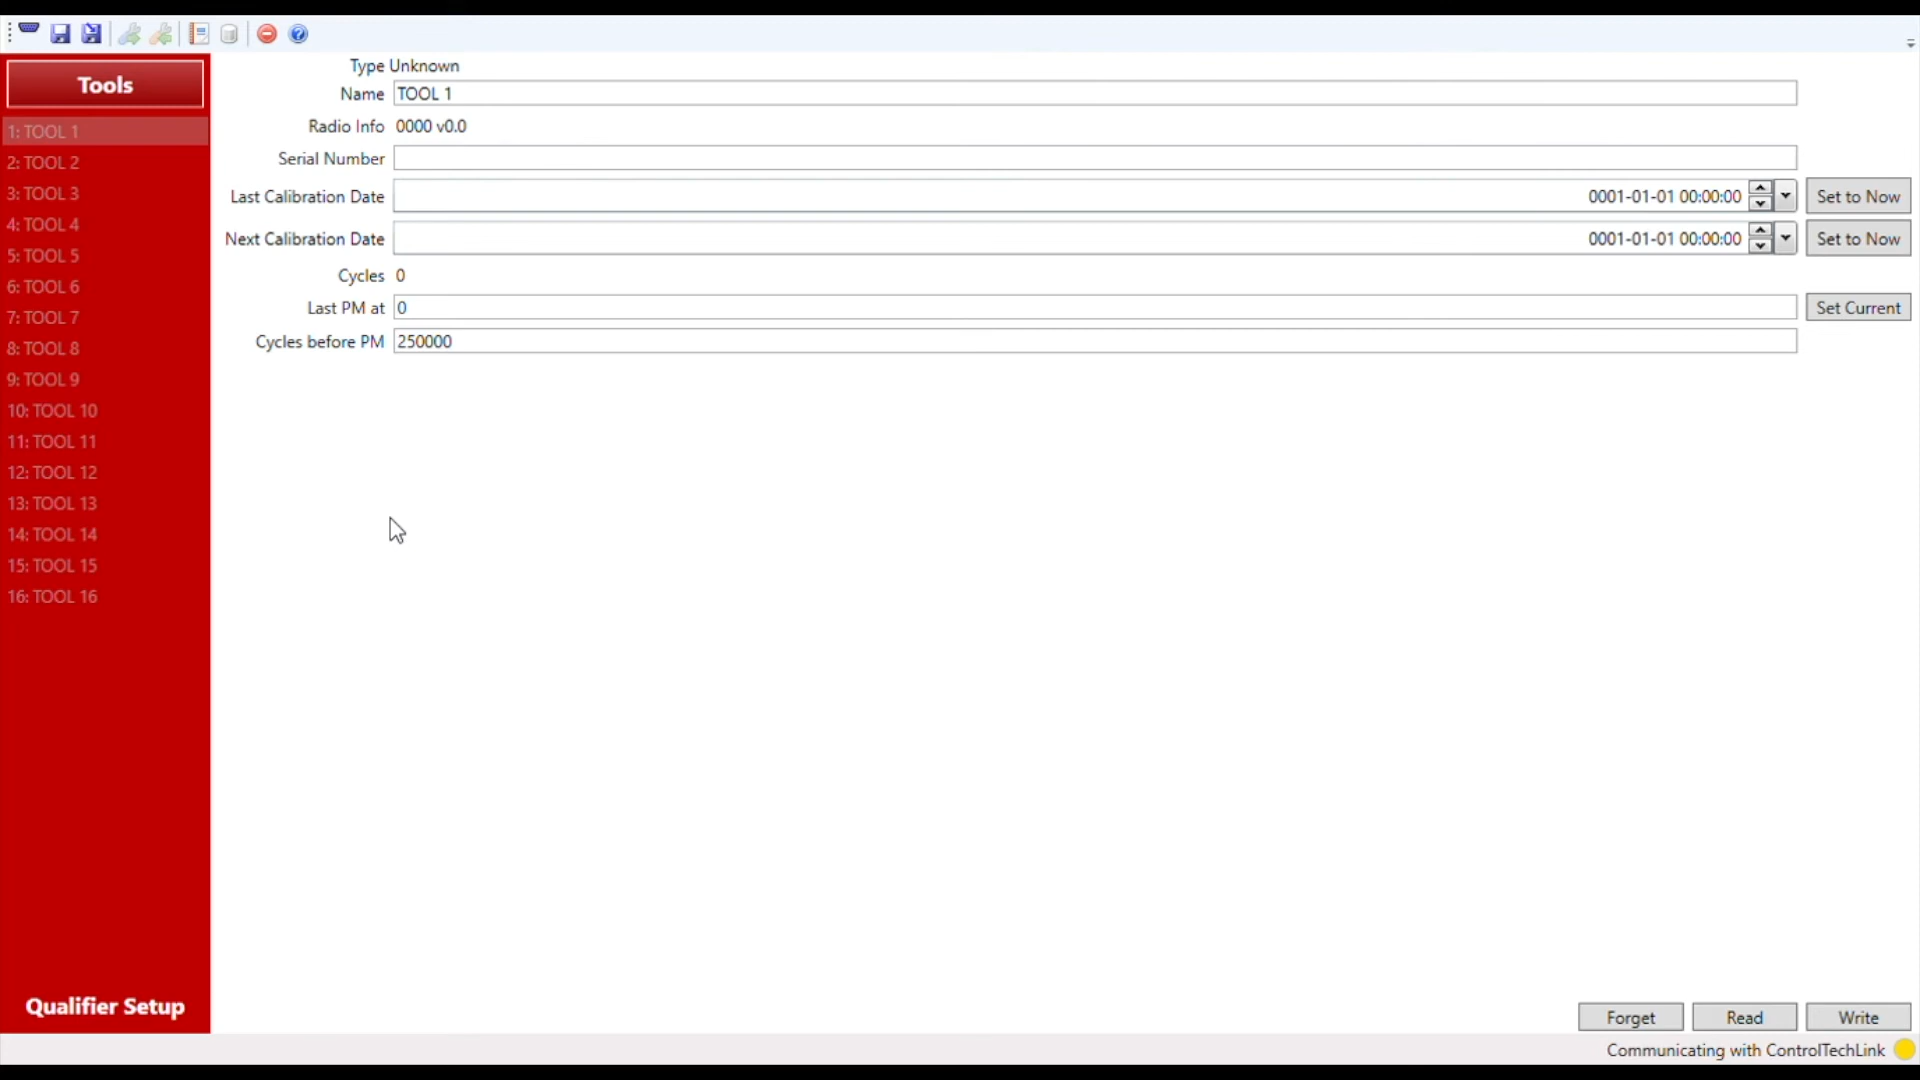 Tools
1: TOOL 1
2: TOOL 2
3: TOOL 3
4: TOOL 4
5: TOOL 5
6: TOOL 6
7: TOOL 7
8: TOOL 8
9: TOOL 9
10: TOOL 10
11: TOOL 11
12: TOOL 12
13: TOOL 13
14: TOOL 14
15: TOOL 15
16: TOOL 16
Qualifier Setup
Type Unknown
Name TOOL 1
Radio Info 0000 v0.0
Serial Number
Last Calibration Date 0001-01-01 00:00:00 Set to Now
Next Calibration Date 0001-01-01 00:00:00 Set to Now
Cycles 0
Last PM at 0 Set Current
Cycles before PM 250000
Forget Read Write
Communicating with ControlTechLink